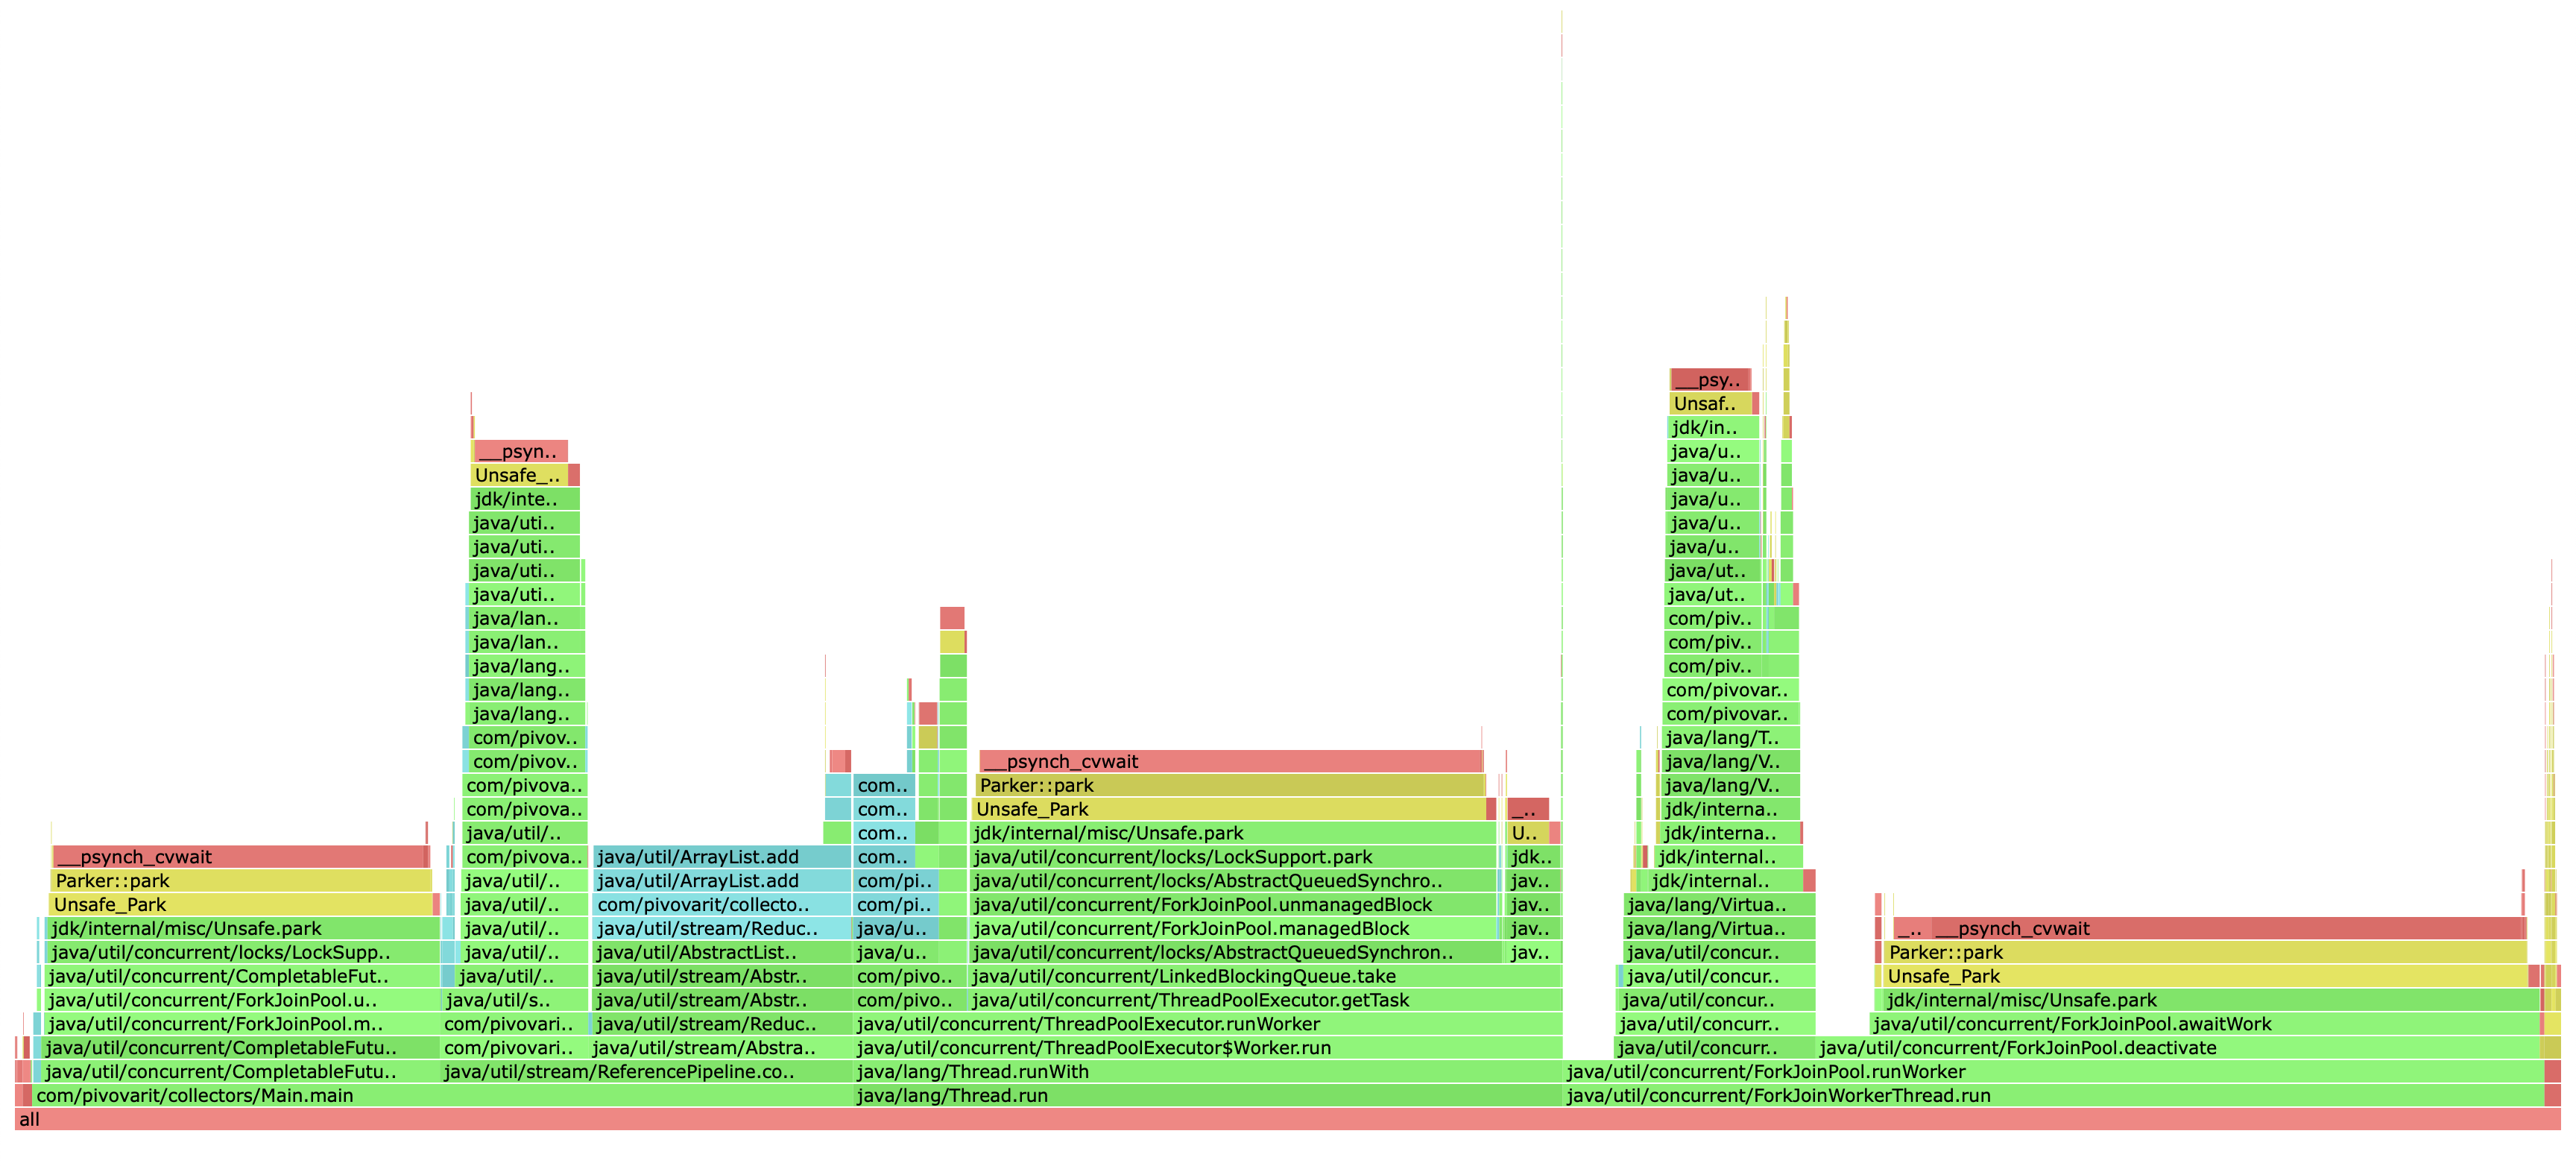 __psy..
Unsaf..
jdk/in..
__psyn.. java/u..
Unsafe_.. java/u..
jdk/inte.. java/u..
java/uti.. java/u..
java/uti.. java/u..
java/uti.. java/ut..
java/uti.. java/ut..
java/lan.. com/piv..
java/lan.. com/piv..
java/lang.. com/piv..
java/lang.. com/pivovar..
java/lang.. com/pivovar..
com/pivov.. java/lang/T..
com/pivov.. __psynch_cvwait java/lang/V..
com/pivova.. com.. Parker::park java/lang/V..
com/pivova.. com.. Unsafe_Park _.. jdk/interna..
java/util/.. com.. jdk/internal/misc/Unsafe.park U.. jdk/interna..
__psynch_cvwait com/pivova.. java/util/ArrayList.add com.. java/util/concurrent/locks/LockSupport.park jdk.. jdk/internal..
Parker::park java/util/.. java/util/ArrayList.add com/pi.. java/util/concurrent/locks/AbstractQueuedSynchro.. jav.. jdk/internal..
Unsafe_Park java/util/.. com/pivovarit/collecto.. com/pi.. java/util/concurrent/ForkJoinPool.unmanagedBlock jav.. java/lang/Virtua..
jdk/internal/misc/Unsafe.park java/util/.. java/util/stream/Reduc.. java/u.. java/util/concurrent/ForkJoinPool.managedBlock jav.. java/lang/Virtua.. _.. __psynch_cvwait
java/util/concurrent/locks/LockSupp.. java/util/.. java/util/AbstractList.. java/u.. java/util/concurrent/locks/AbstractQueuedSynchron.. jav.. java/util/concur.. Parker::park
java/util/concurrent/CompletableFut.. java/util/.. java/util/stream/Abstr.. com/pivo.. java/util/concurrent/LinkedBlockingQueue.take java/util/concur.. Unsafe_Park
java/util/concurrent/ForkJoinPool.u.. java/util/s.. java/util/stream/Abstr.. com/pivo.. java/util/concurrent/ThreadPoolExecutor.getTask java/util/concur.. jdk/internal/misc/Unsafe.park
java/util/concurrent/ForkJoinPool.m.. com/pivovari.. java/util/stream/Reduc.. java/util/concurrent/ThreadPoolExecutor.runWorker java/util/concurr.. java/util/concurrent/ForkJoinPool.awaitWork
java/util/concurrent/CompletableFutu.. com/pivovari.. java/util/stream/Abstra.. java/util/concurrent/ThreadPoolExecutor$Worker.run java/util/concurr.. java/util/concurrent/ForkJoinPool.deactivate
java/util/concurrent/CompletableFutu.. java/util/stream/ReferencePipeline.co.. java/lang/Thread.runWith java/util/concurrent/ForkJoinPool.runWorker
com/pivovarit/collectors/Main.main java/lang/Thread.run java/util/concurrent/ForkJoinWorkerThread.run
all